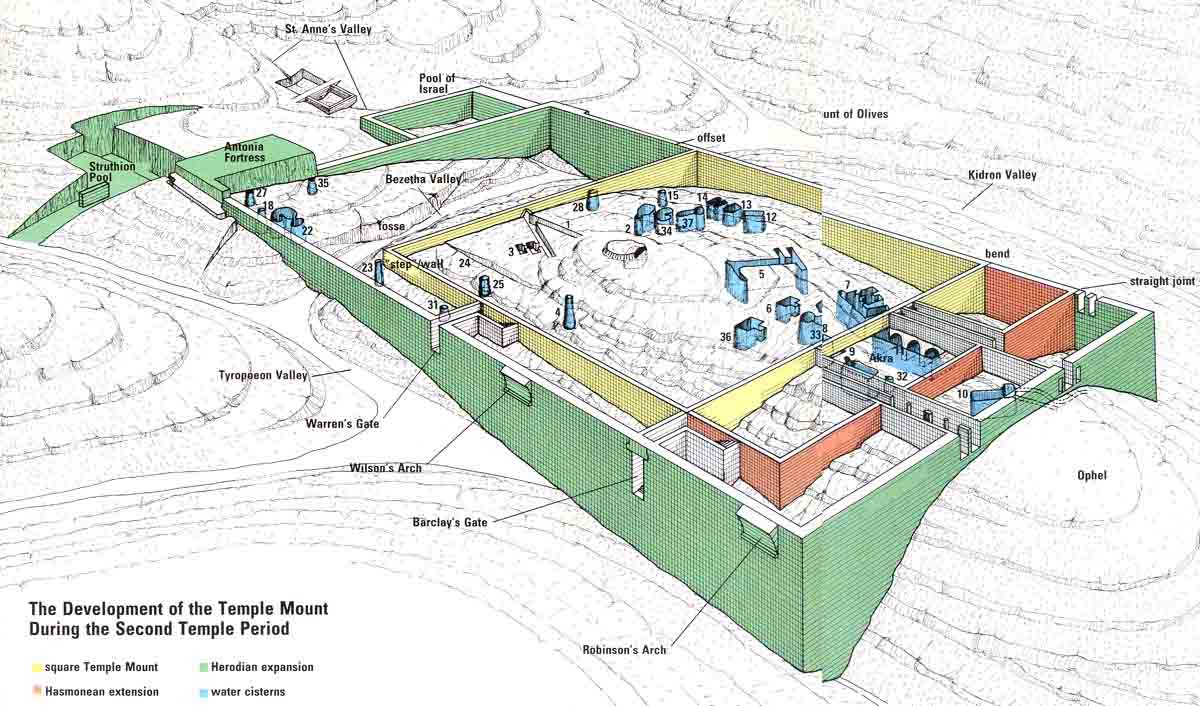 St. Anne's Valley
Pool of
Israel
unt of Olives
offset
Antonia
Fortress
Struthion
Pool
Kidron Valley
Bezetha Valley
35
27
18
22
fosse
28
15
14
13
12
2
34
37
1
3
"step"/wall
24
23
25
5
bend
straight joint
31
4
7
6
36
8
33
9
Akra
32
10
Tyropoeon Valley
Warren's Gate
Wilson's Arch
Barclay's Gate
Ophel
Robinson's Arch
The Development of the Temple Mount
During the Second Temple Period
square Temple Mount
Herodian expansion
Hasmonean extension
water cisterns